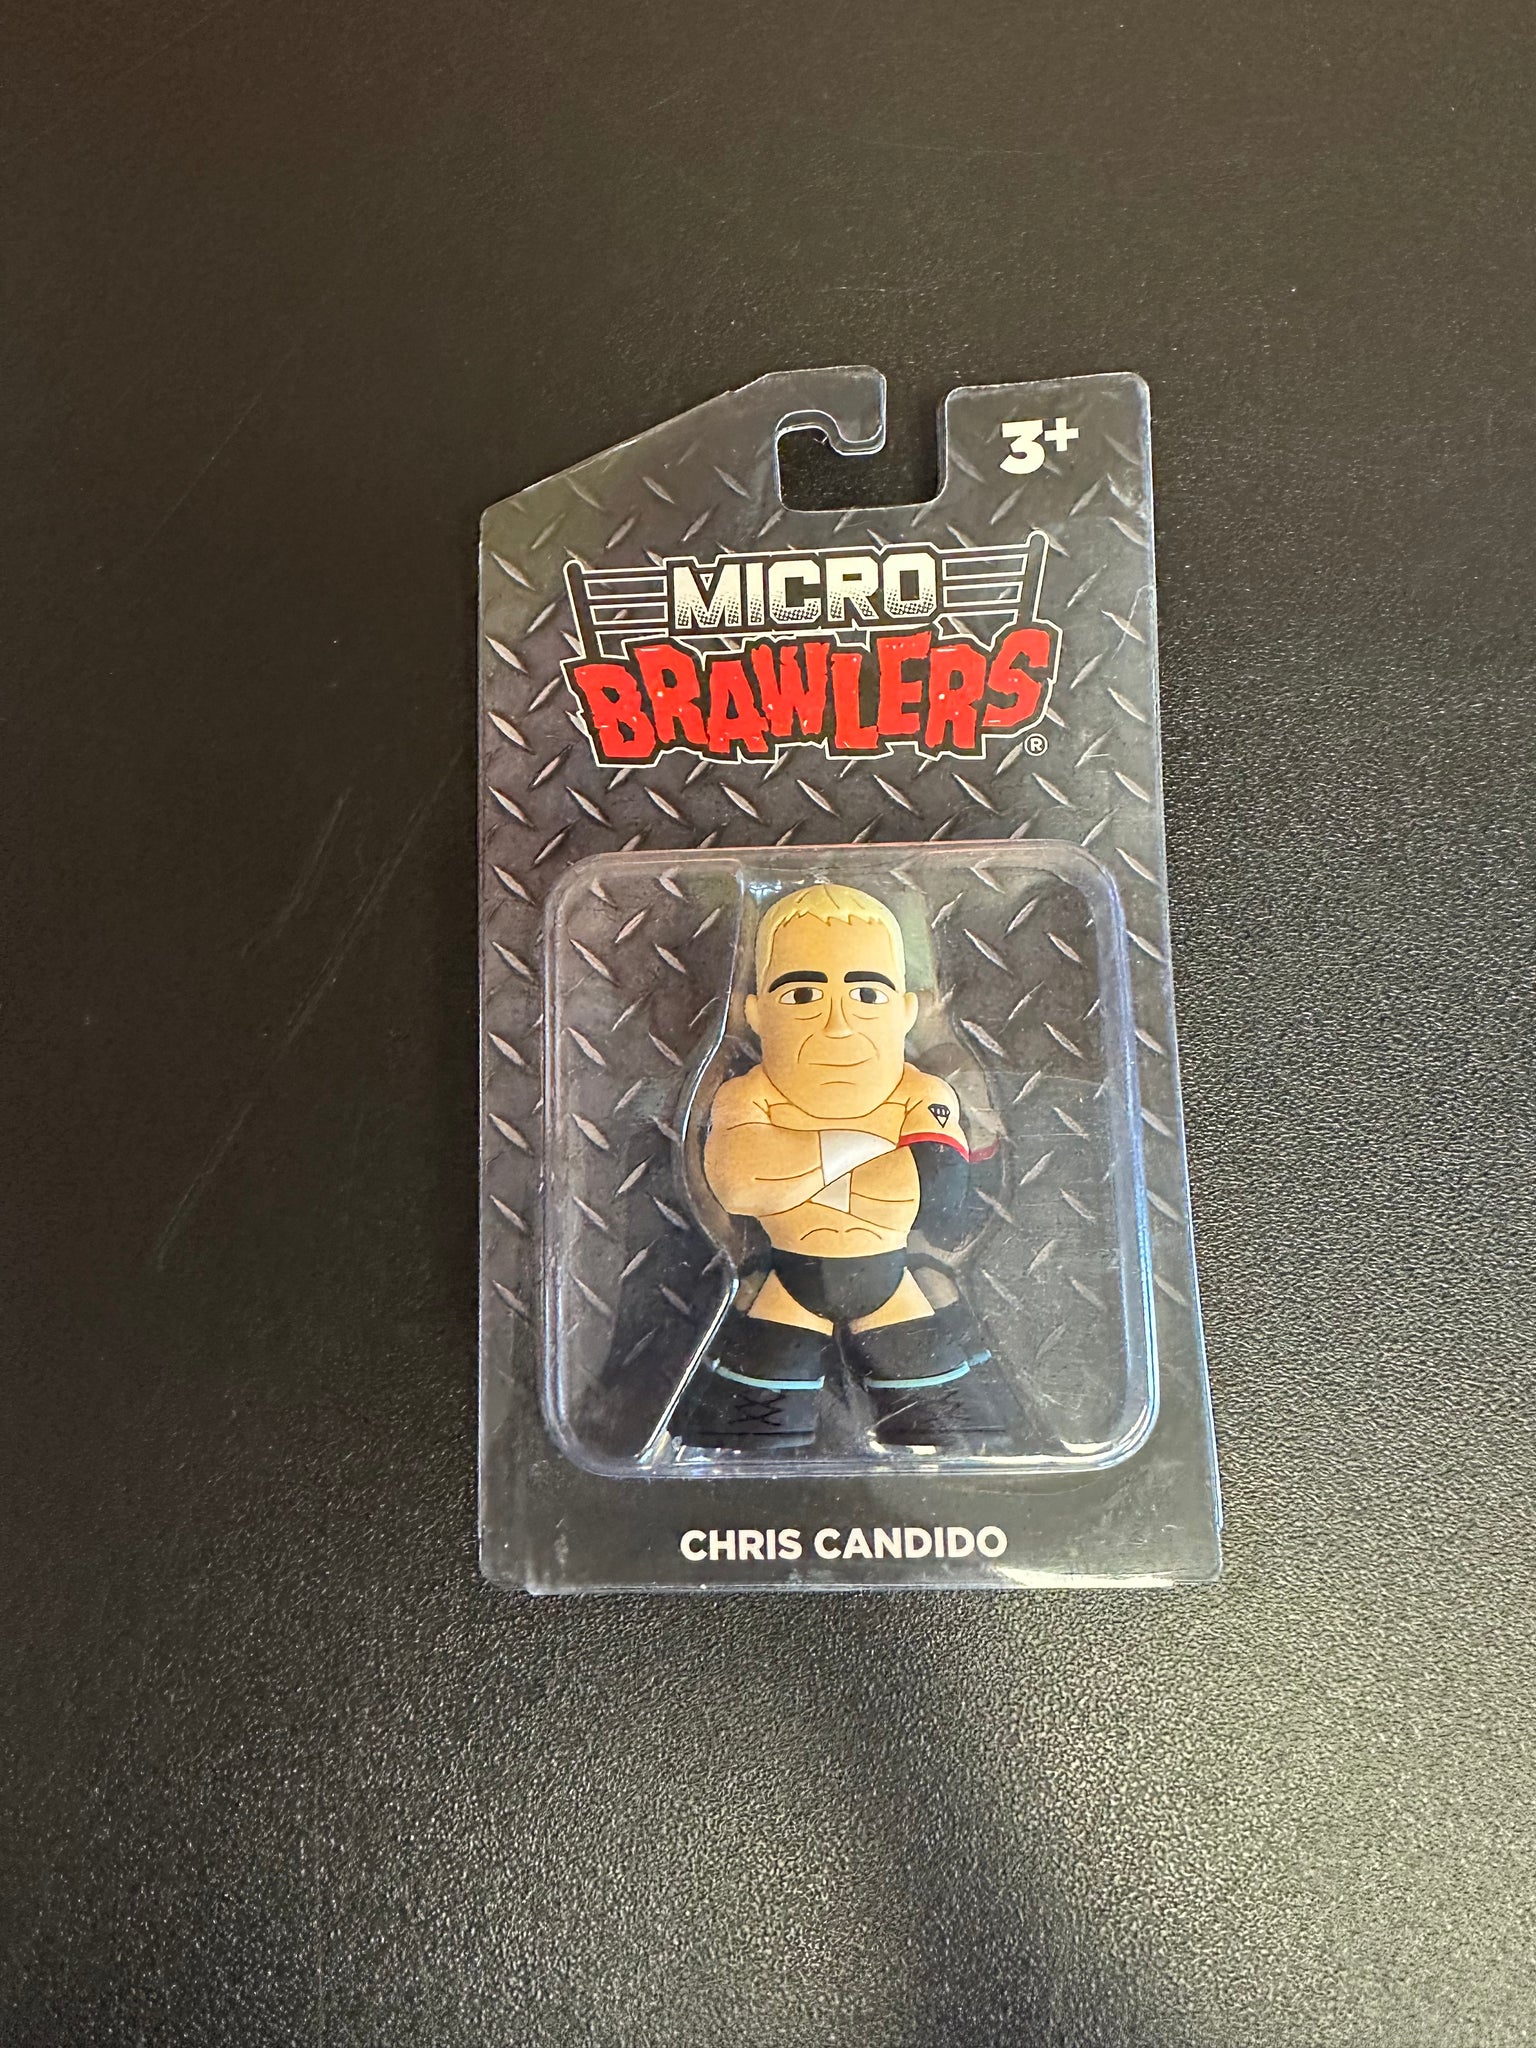 3+
MICRO
BRAWLERS
®
CHRIS CANDIDO